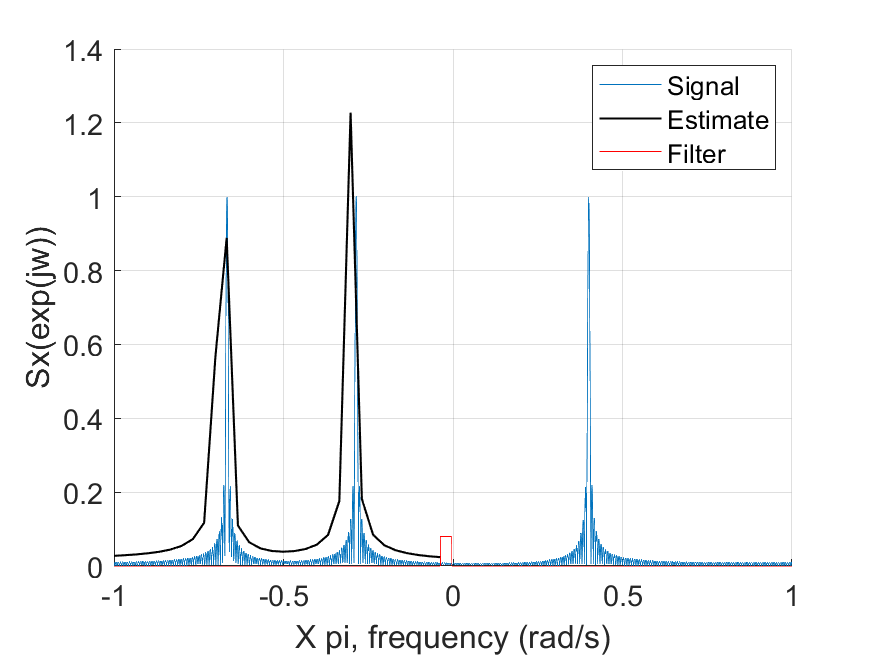 1.4
1.2
1
0.8
0.6
0.4
0.2
0
Sx(exp(jw))
Signal
Estimate
Filter
-1
-0.5
0
0.5
1
X pi, frequency (rad/s)